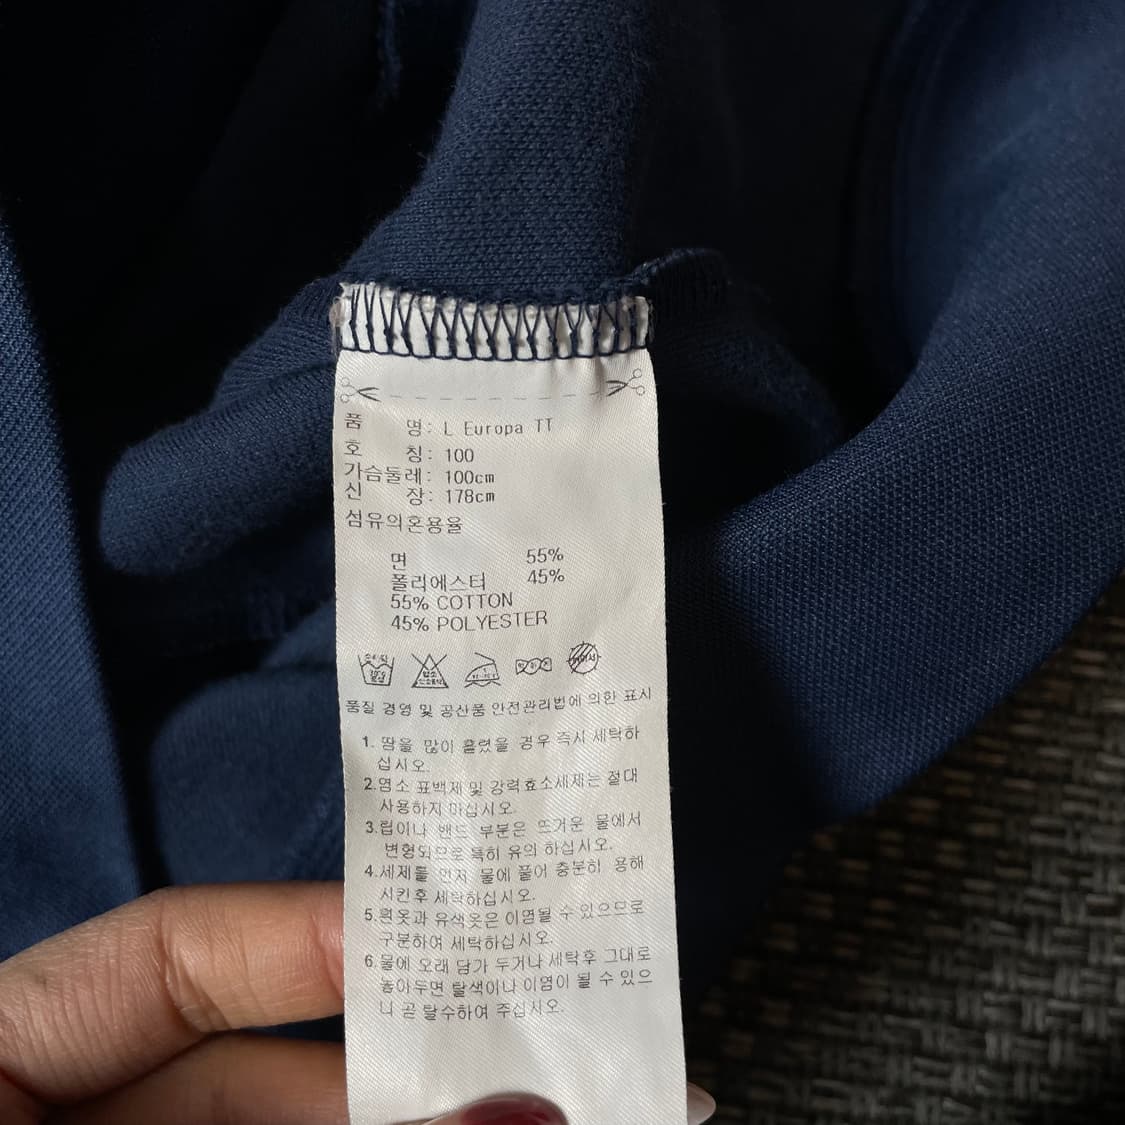 품 명: L Europa TT
호 칭: 100
가슴둘레: 100cm
신 장: 178cm
섬유의혼용율
면 55%
폴리에스터 45%
55% COTTON
45% POLYESTER
품질 경영 및 공산품 안전관리법에 의한 표시
1. 땀을 많이 흘렸을 경우 즉시 세탁하
십시오.
2.염소 표백제 및 강력효소세제는 절대
사용하지 마십시오.
3.립이나 밴드 부분은 뜨거운 물에서
변형되므로 특히 유의 하십시오.
4.세제를 먼저 물에 풀어 충분히 용해
시킨후 세탁하십시오.
5.흰옷과 유색옷은 이염될 수 있으므로
구분하여 세탁하십시오.
6.물에 오래 담가 두거나 세탁후 그대로
놓아두면 탈색이나 이염이 될 수 있으
니 곧 탈수하여 주십시오.